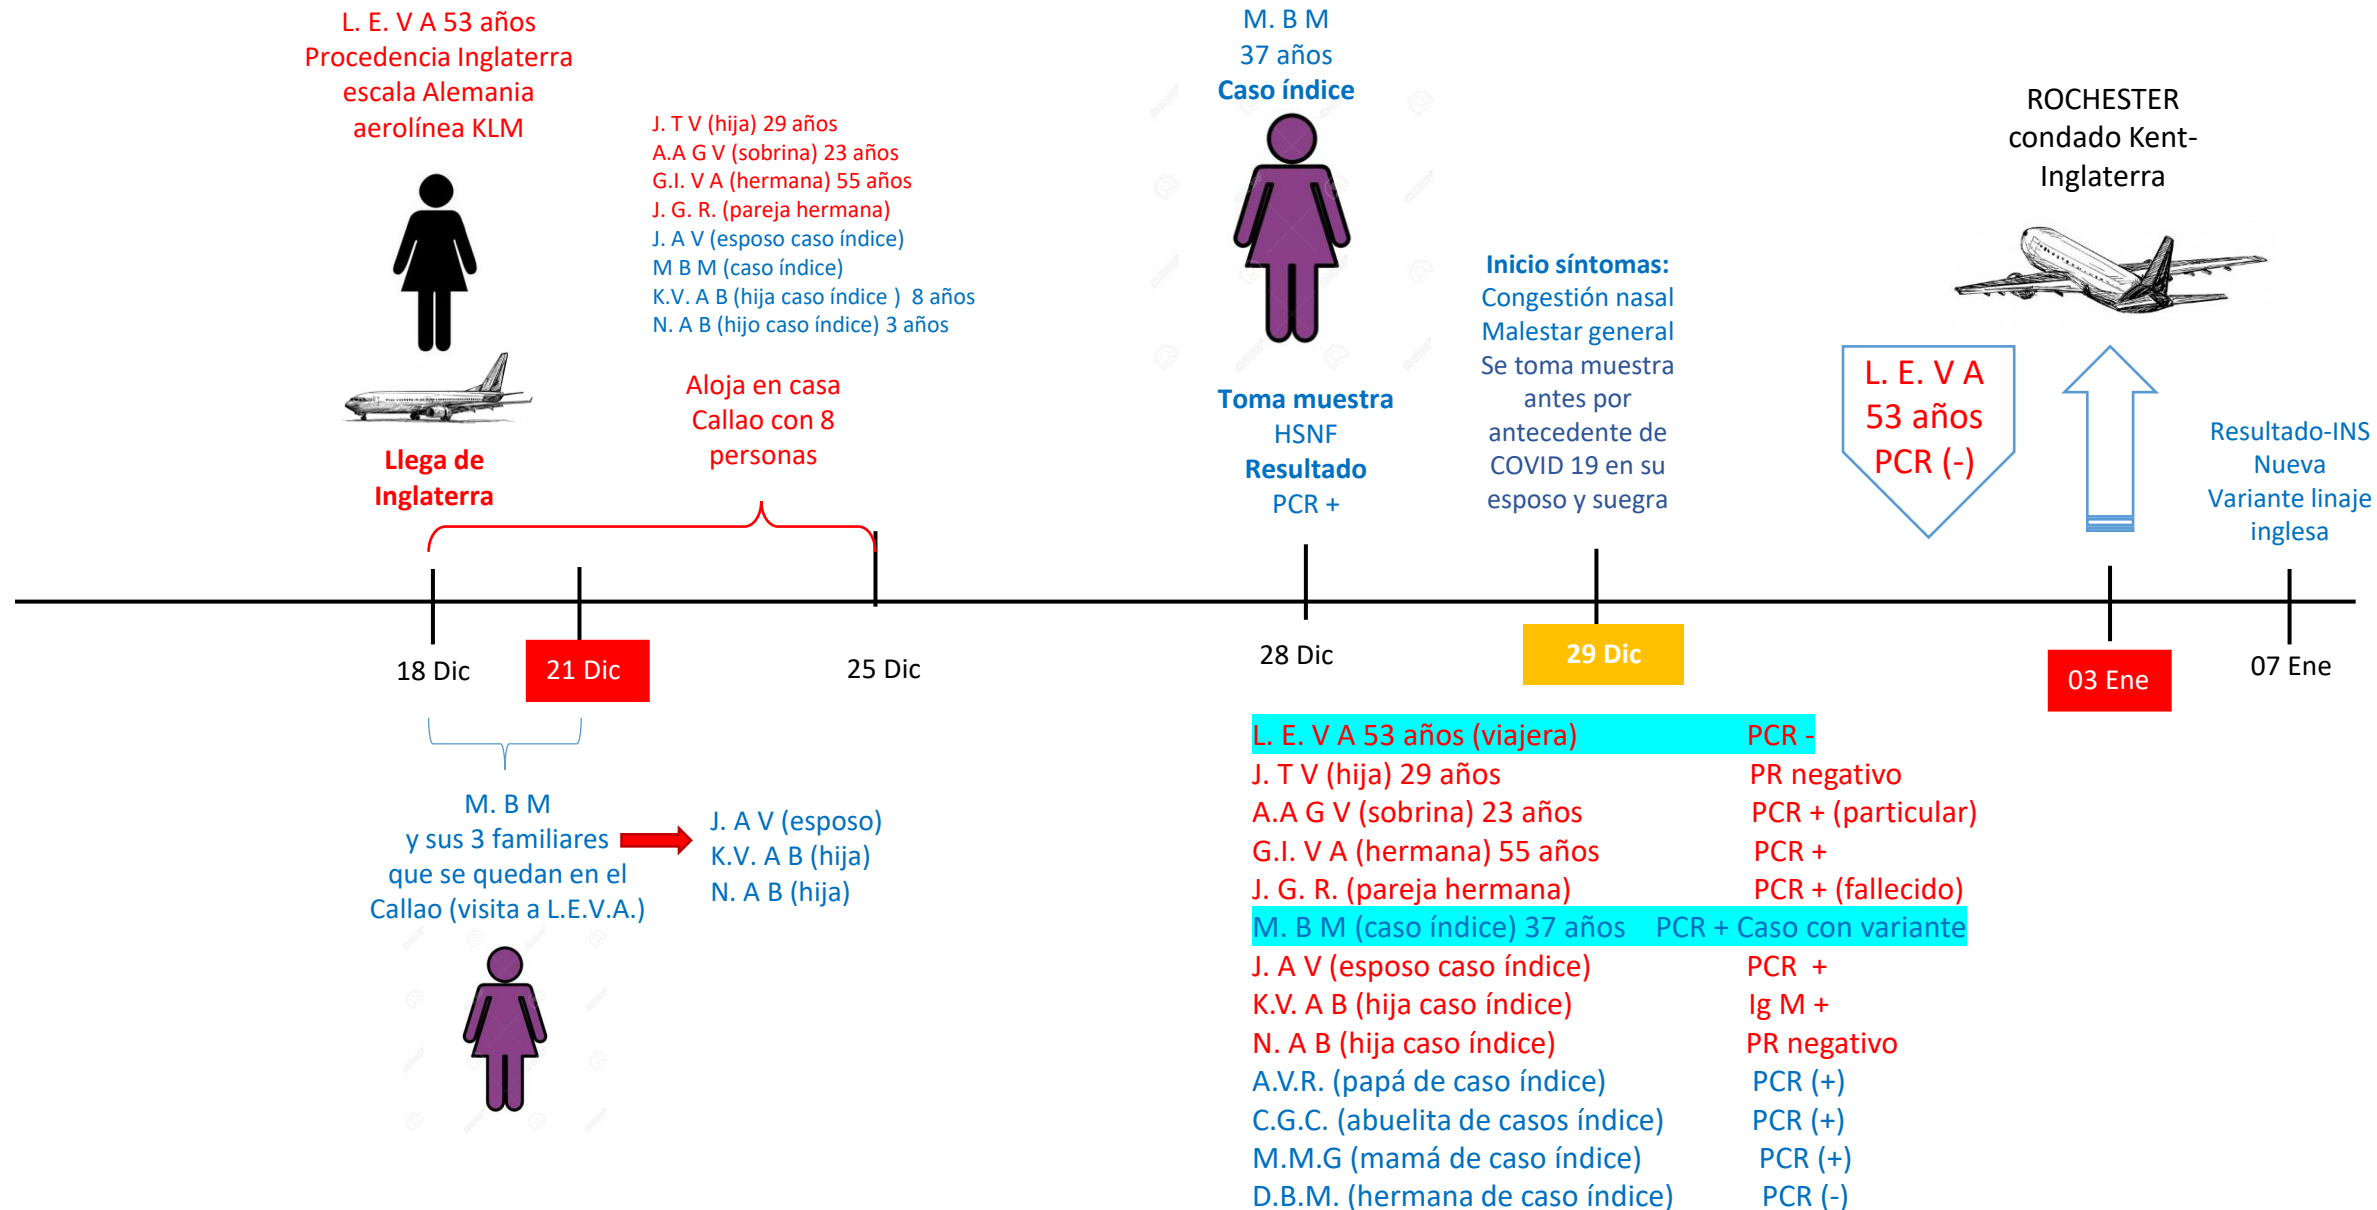 L. E. V A 53 años
Procedencia Inglaterra
escala Alemania
aerolínea KLM
Llega de
Inglaterra
J. T V (hija) 29 años
A.A G V (sobrina) 23 años
G.I. V A (hermana) 55 años
J. G. R. (pareja hermana)
J. A V (esposo caso índice)
M B M (caso índice)
K.V. A B (hija caso índice ) 8 años
N. A B (hijo caso índice) 3 años
Aloja en casa
Callao con 8
personas
M. B M
37 años
Caso índice
Toma muestra
HSNF
Resultado
PCR +
Inicio síntomas:
Congestión nasal
Malestar general
Se toma muestra
antes por
antecedente de
COVID 19 en su
esposo y suegra
ROCHESTER
condado Kent-
Inglaterra
L. E. V A
53 años
PCR (-)
Resultado-INS
Nueva
Variante linaje
inglesa
18 Dic
21 Dic
25 Dic
28 Dic
29 Dic
03 Ene
07 Ene
M. B M
y sus 3 familiares
que se quedan en el
Callao (visita a L.E.V.A.)
J. A V (esposo)
K.V. A B (hija)
N. A B (hija)
L. E. V A 53 años (viajera) PCR -
J. T V (hija) 29 años PR negativo
A.A G V (sobrina) 23 años PCR + (particular)
G.I. V A (hermana) 55 años PCR +
J. G. R. (pareja hermana) PCR + (fallecido)
M. B M (caso índice) 37 años PCR + Caso con variante
J. A V (esposo caso índice) PCR +
K.V. A B (hija caso índice) Ig M +
N. A B (hija caso índice) PR negativo
A.V.R. (papá de caso índice) PCR (+)
C.G.C. (abuelita de casos índice) PCR (+)
M.M.G (mamá de caso índice) PCR (+)
D.B.M. (hermana de caso índice) PCR (-)